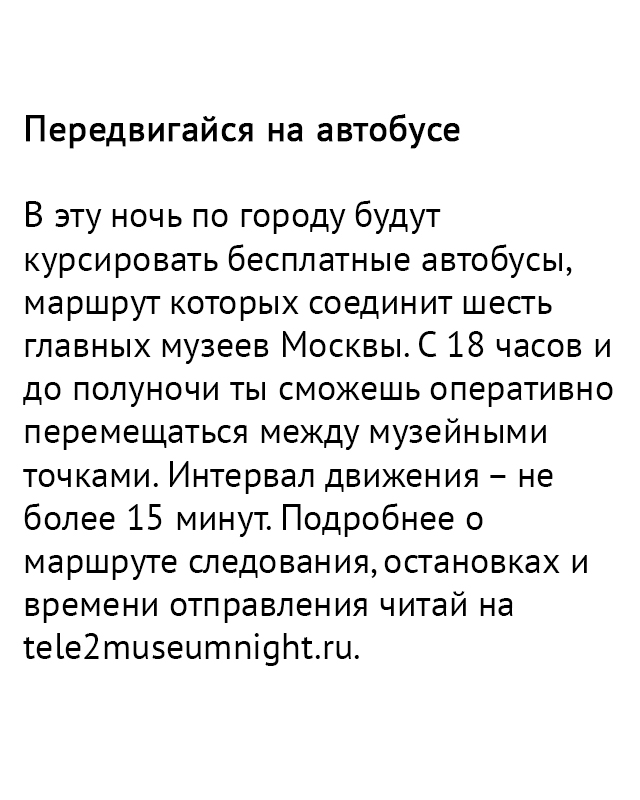 Передвигайся на автобусе
В эту ночь по городу будут
курсировать бесплатные автобусы,
маршрут которых соединит шесть
главных музеев Москвы. С 18 часов и
до полуночи ты сможешь оперативно
перемещаться между музейными
точками. Интервал движения – не
более 15 минут. Подробнее о
маршруте следования, остановках и
времени отправления читай на
tele2museumnight.ru.